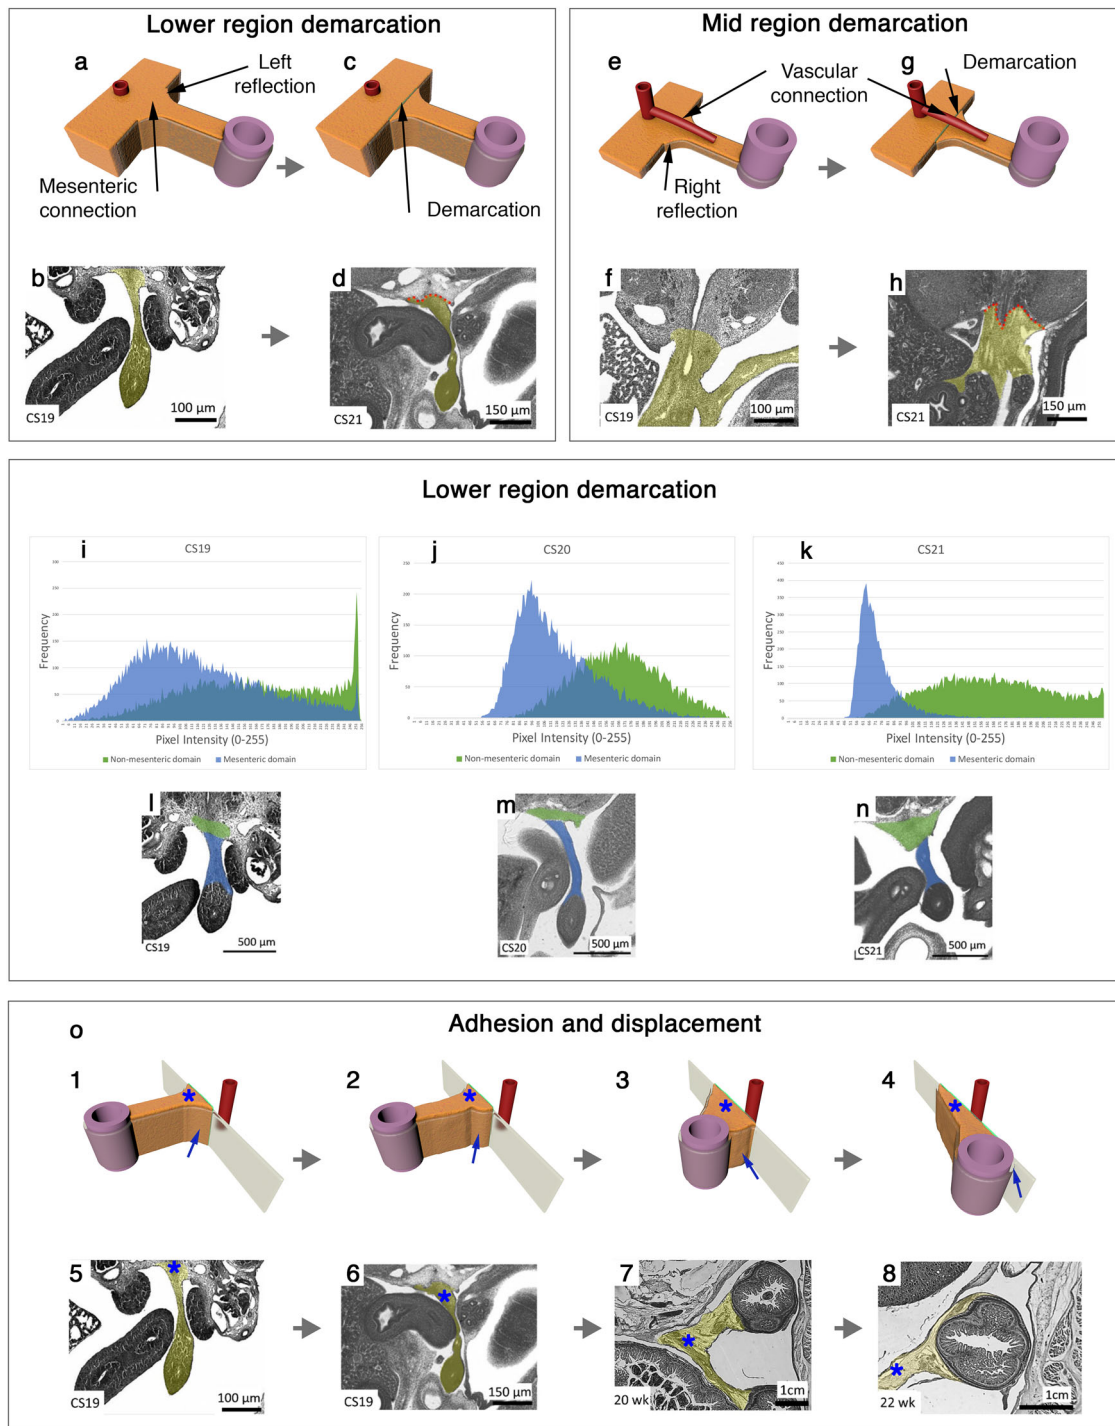 Lower region demarcation
a
Left
reflection
c
Mesenteric
connection
Demarcation
b
CS19
100 µm
d
CS21
150 µm
Mid region demarcation
e
Vascular
connection
g
Demarcation
Right
reflection
f
CS19
100 µm
h
CS21
150 µm
Lower region demarcation
i
CS19
Frequency
Pixel Intensity (0-255)
Non-mesenteric domain
Mesenteric domain
j
CS20
Frequency
Pixel Intensity (0-255)
Non-mesenteric domain
Mesenteric domain
k
CS21
Frequency
Pixel Intensity (0-255)
Non-mesenteric domain
Mesenteric domain
l
CS19
500 µm
m
CS20
500 µm
n
CS21
500 µm
o
Adhesion and displacement
1
2
3
4
5
CS19
100 µm
6
CS19
150 µm
7
20 wk
1cm
8
22 wk
1cm